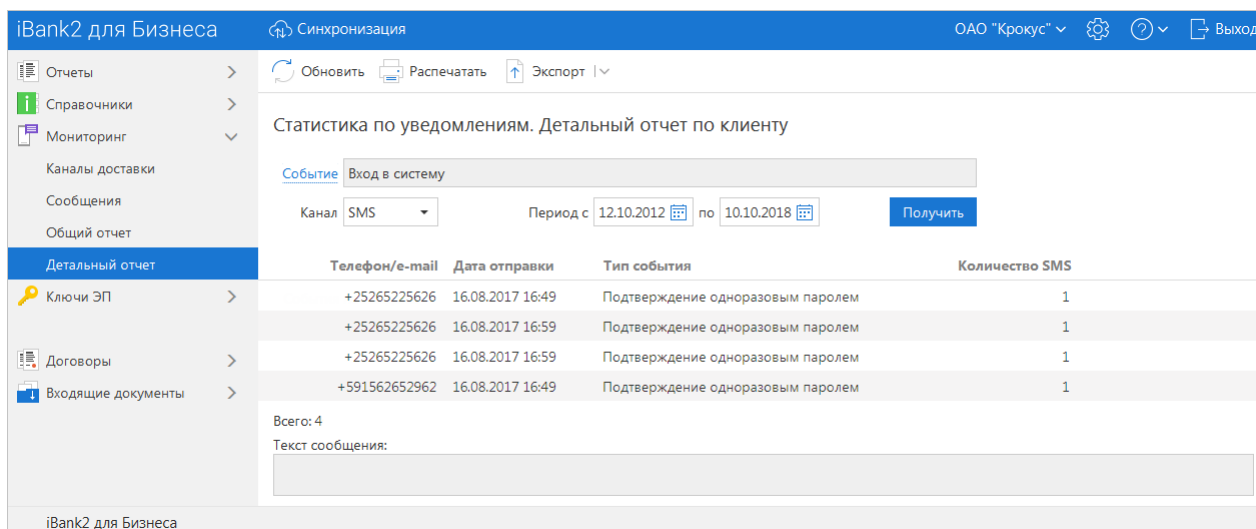 iBank2 для Бизнеса Синхронизация ОАО "Крокус" Выход
Отчеты
Справочники
Мониторинг
Каналы доставки
Сообщения
Общий отчет
Детальный отчет
Ключи ЭП
Договоры
Входящие документы
Обновить Распечатать Экспорт
Статистика по уведомлениям. Детальный отчет по клиенту
Событие Вход в систему
Канал SMS Период с 12.10.2012 по 10.10.2018 Получить
Телефон/e-mail Дата отправки Тип события Количество SMS
+25265225626 16.08.2017 16:49 Подтверждение одноразовым паролем 1
+25265225626 16.08.2017 16:59 Подтверждение одноразовым паролем 1
+25265225626 16.08.2017 16:59 Подтверждение одноразовым паролем 1
+591562652962 16.08.2017 16:49 Подтверждение одноразовым паролем 1
Всего: 4
Текст сообщения:
iBank2 для Бизнеса